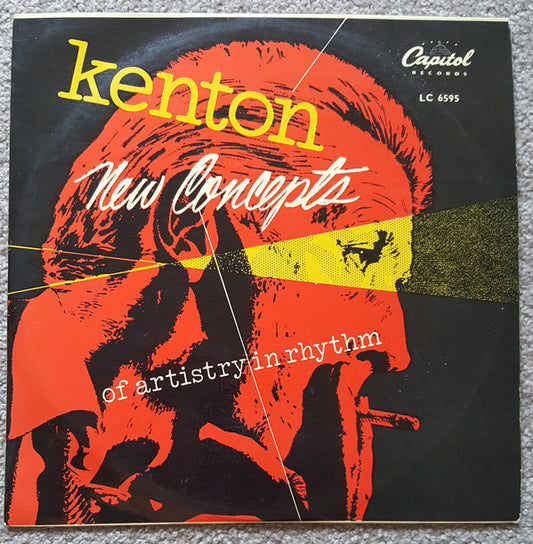 kenton
Capitol
RECORDS
LC 6595
New Concepts
of artistry in rhythm